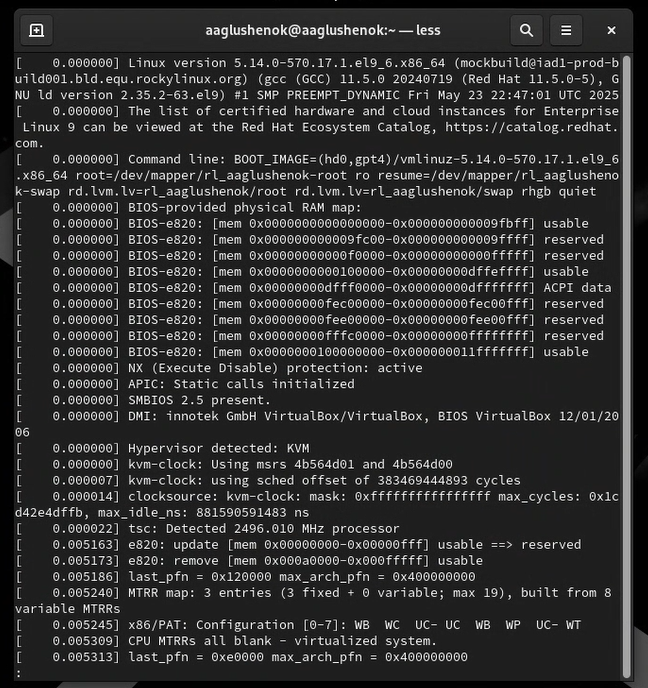 aaglushenok@aaglushenok:~ — less
[    0.000000] Linux version 5.14.0-570.17.1.el9_6.x86_64 (mockbuild@iad1-prod-b
uild001.bld.equ.rockylinux.org) (gcc (GCC) 11.5.0 20240719 (Red Hat 11.5.0-5), G
NU ld version 2.35.2-63.el9) #1 SMP PREEMPT_DYNAMIC Fri May 23 22:47:01 UTC 2025
[    0.000000] The list of certified hardware and cloud instances for Enterprise
 Linux 9 can be viewed at the Red Hat Ecosystem Catalog, https://catalog.redhat.
com.
[    0.000000] Command line: BOOT_IMAGE=(hd0,gpt4)/vmlinuz-5.14.0-570.17.1.el9_6
.x86_64 root=/dev/mapper/rl_aaglushenok-root ro resume=/dev/mapper/rl_aaglusheno
k-swap rd.lvm.lv=rl_aaglushenok/root rd.lvm.lv=rl_aaglushenok/swap rhgb quiet
[    0.000000] BIOS-provided physical RAM map:
[    0.000000] BIOS-e820: [mem 0x0000000000000000-0x000000000009fbff] usable
[    0.000000] BIOS-e820: [mem 0x000000000009fc00-0x000000000009ffff] reserved
[    0.000000] BIOS-e820: [mem 0x00000000000f0000-0x00000000000fffff] reserved
[    0.000000] BIOS-e820: [mem 0x0000000000100000-0x00000000dffeffff] usable
[    0.000000] BIOS-e820: [mem 0x00000000dfff0000-0x00000000dfffffff] ACPI data
[    0.000000] BIOS-e820: [mem 0x00000000fec00000-0x00000000fec00fff] reserved
[    0.000000] BIOS-e820: [mem 0x00000000fee00000-0x00000000fee00fff] reserved
[    0.000000] BIOS-e820: [mem 0x00000000fffc0000-0x00000000ffffffff] reserved
[    0.000000] BIOS-e820: [mem 0x0000000100000000-0x000000011fffffff] usable
[    0.000000] NX (Execute Disable) protection: active
[    0.000000] APIC: Static calls initialized
[    0.000000] SMBIOS 2.5 present.
[    0.000000] DMI: innotek GmbH VirtualBox/VirtualBox, BIOS VirtualBox 12/01/20
06
[    0.000000] Hypervisor detected: KVM
[    0.000000] kvm-clock: Using msrs 4b564d01 and 4b564d00
[    0.000007] kvm-clock: using sched offset of 383469444893 cycles
[    0.000014] clocksource: kvm-clock: mask: 0xffffffffffffffff max_cycles: 0x1c
d42e4dffb, max_idle_ns: 881590591483 ns
[    0.000022] tsc: Detected 2496.010 MHz processor
[    0.005163] e820: update [mem 0x00000000-0x00000fff] usable ==> reserved
[    0.005173] e820: remove [mem 0x000a0000-0x000fffff] usable
[    0.005186] last_pfn = 0x120000 max_arch_pfn = 0x400000000
[    0.005240] MTRR map: 3 entries (3 fixed + 0 variable; max 19), built from 8
variable MTRRs
[    0.005245] x86/PAT: Configuration [0-7]: WB  WC  UC- UC  WB  WP  UC- WT
[    0.005309] CPU MTRRs all blank - virtualized system.
[    0.005313] last_pfn = 0xe0000 max_arch_pfn = 0x400000000
: